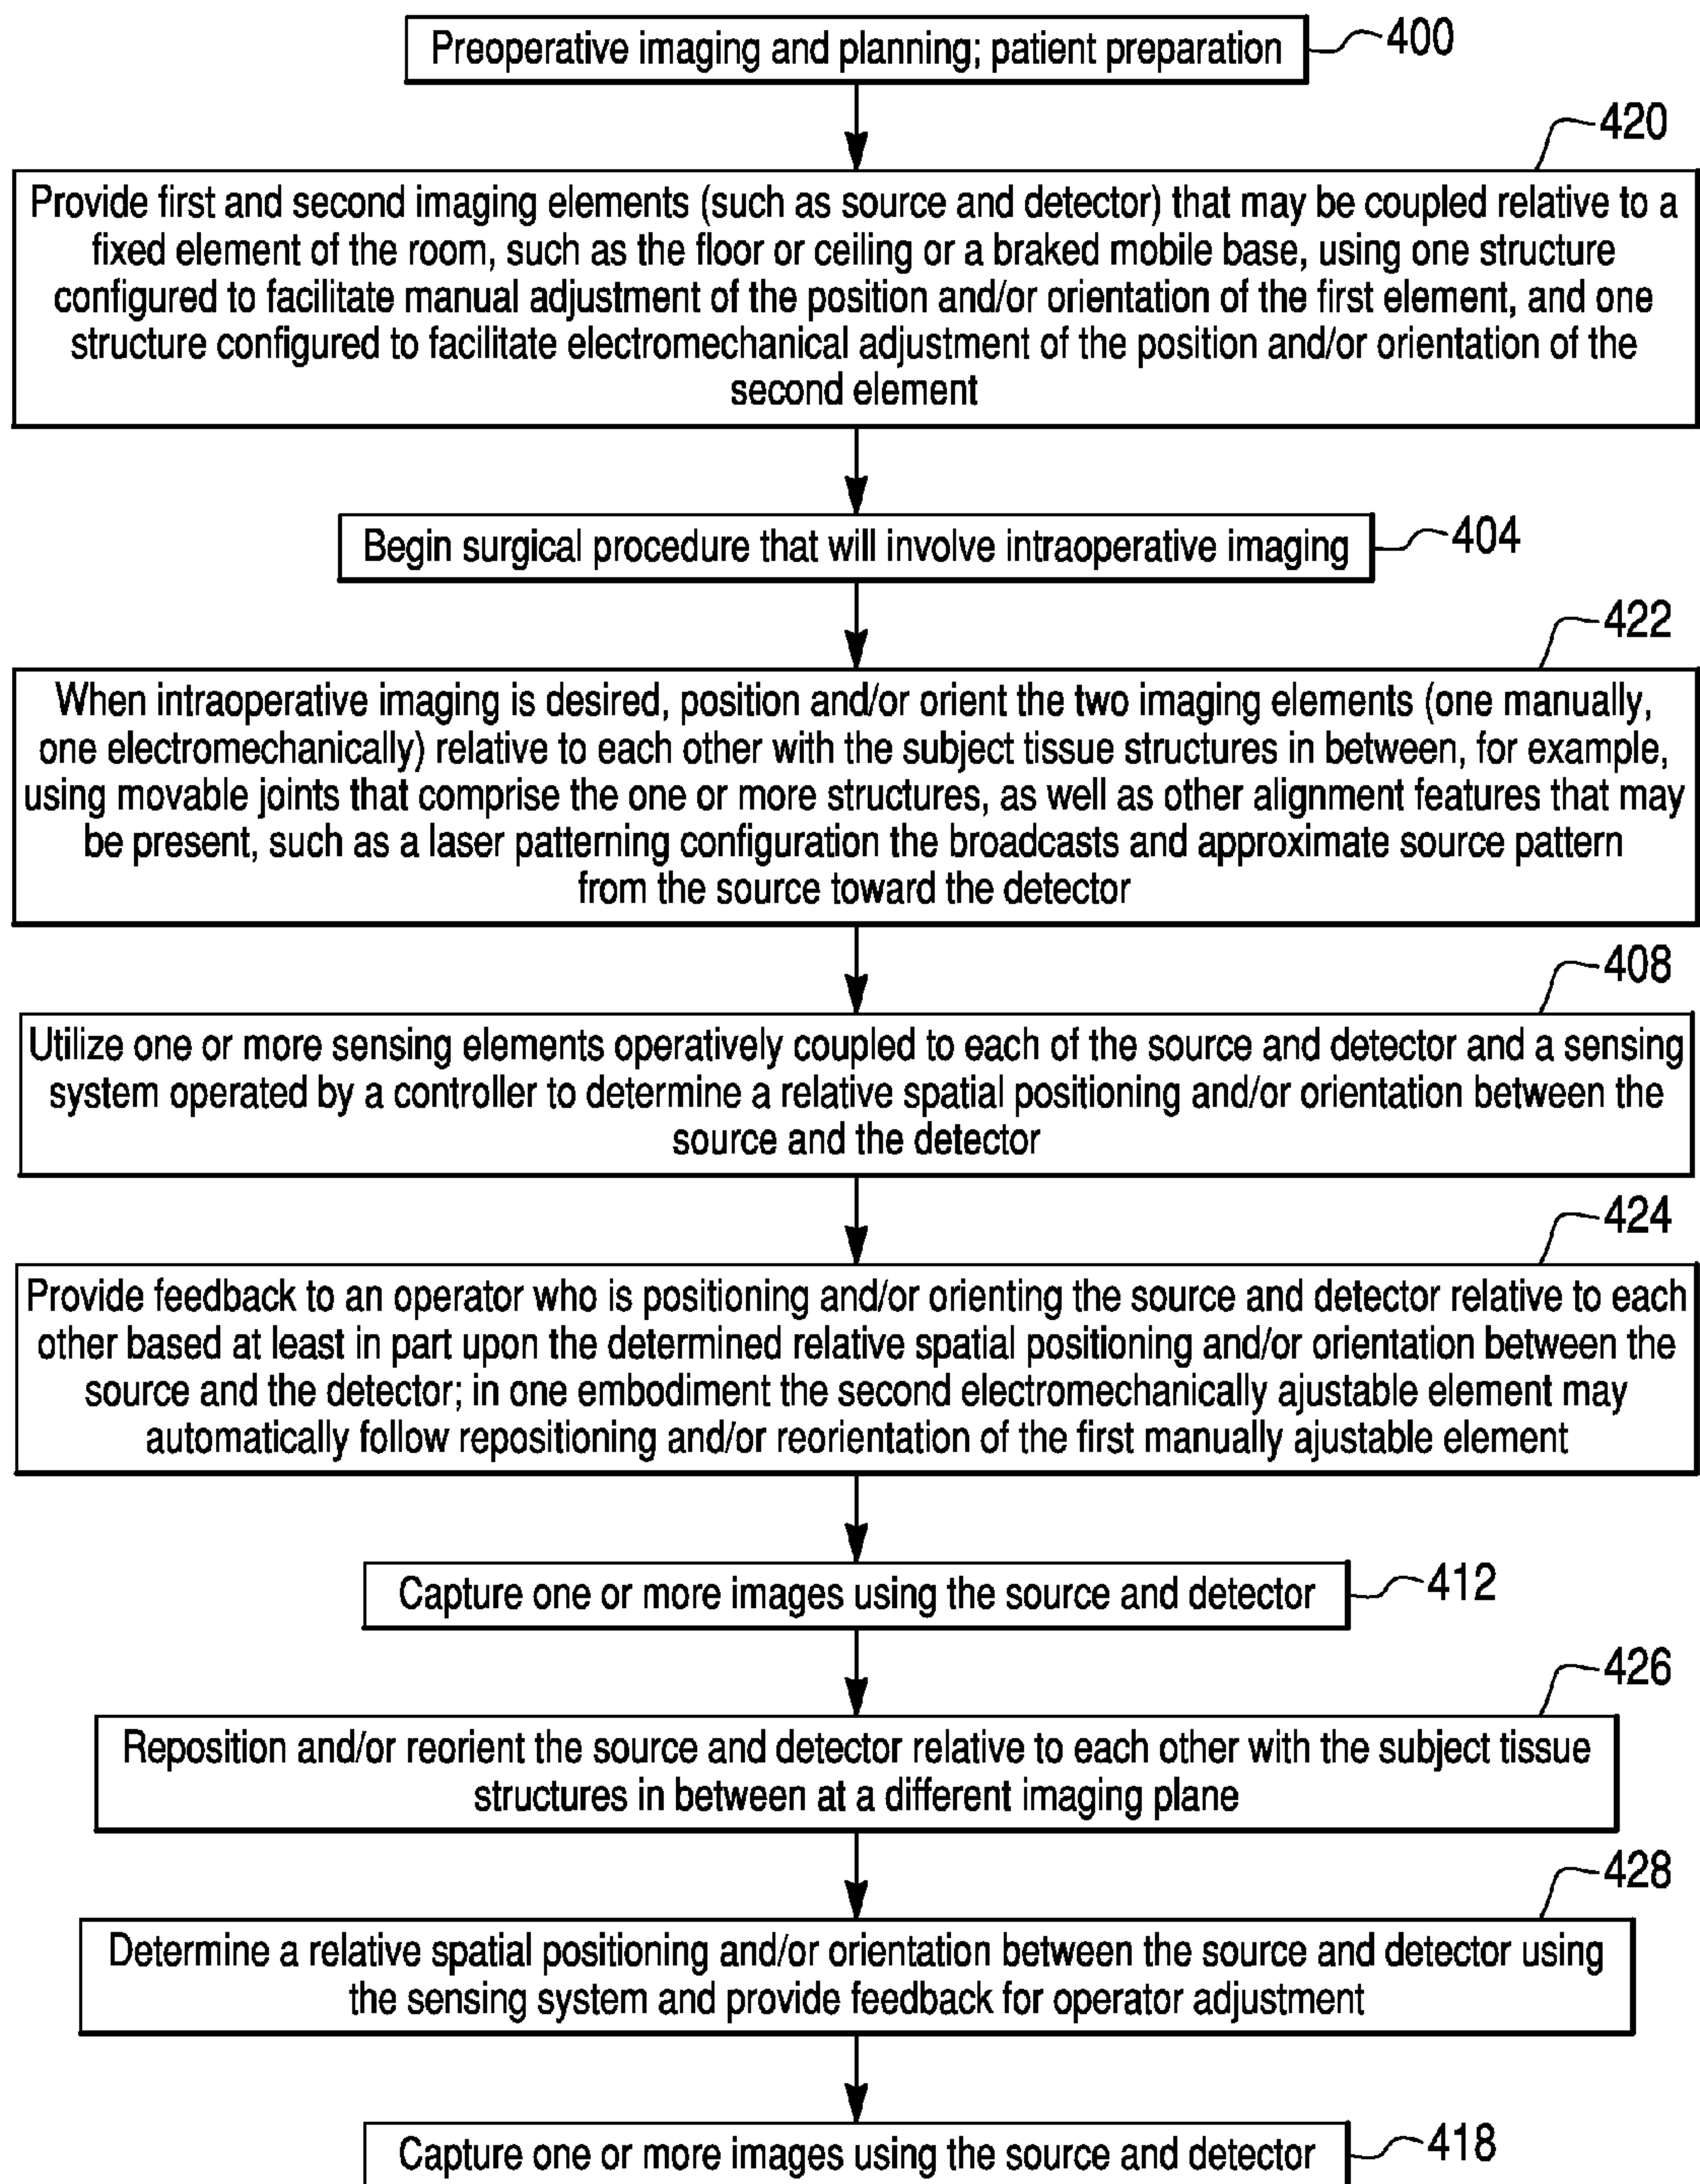 Preoperative imaging and planning; patient preparation
400
420
Provide first and second imaging elements (such as source and detector) that may be coupled relative to a
fixed element of the room, such as the floor or ceiling or a braked mobile base, using one structure
configured to facilitate manual adjustment of the position and/or orientation of the first element, and one
structure configured to facilitate electromechanical adjustment of the position and/or orientation of the
second element
Begin surgical procedure that will involve intraoperative imaging
404
422
When intraoperative imaging is desired, position and/or orient the two imaging elements (one manually,
one electromechanically) relative to each other with the subject tissue structures in between, for example,
using movable joints that comprise the one or more structures, as well as other alignment features that may
be present, such as a laser patterning configuration the broadcasts and approximate source pattern
from the source toward the detector
408
Utilize one or more sensing elements operatively coupled to each of the source and detector and a sensing
system operated by a controller to determine a relative spatial positioning and/or orientation between the
source and the detector
424
Provide feedback to an operator who is positioning and/or orienting the source and detector relative to each
other based at least in part upon the determined relative spatial positioning and/or orientation between the
source and the detector; in one embodiment the second electromechanically ajustable element may
automatically follow repositioning and/or reorientation of the first manually ajustable element
Capture one or more images using the source and detector
412
426
Reposition and/or reorient the source and detector relative to each other with the subject tissue
structures in between at a different imaging plane
428
Determine a relative spatial positioning and/or orientation between the source and detector using
the sensing system and provide feedback for operator adjustment
Capture one or more images using the source and detector
418